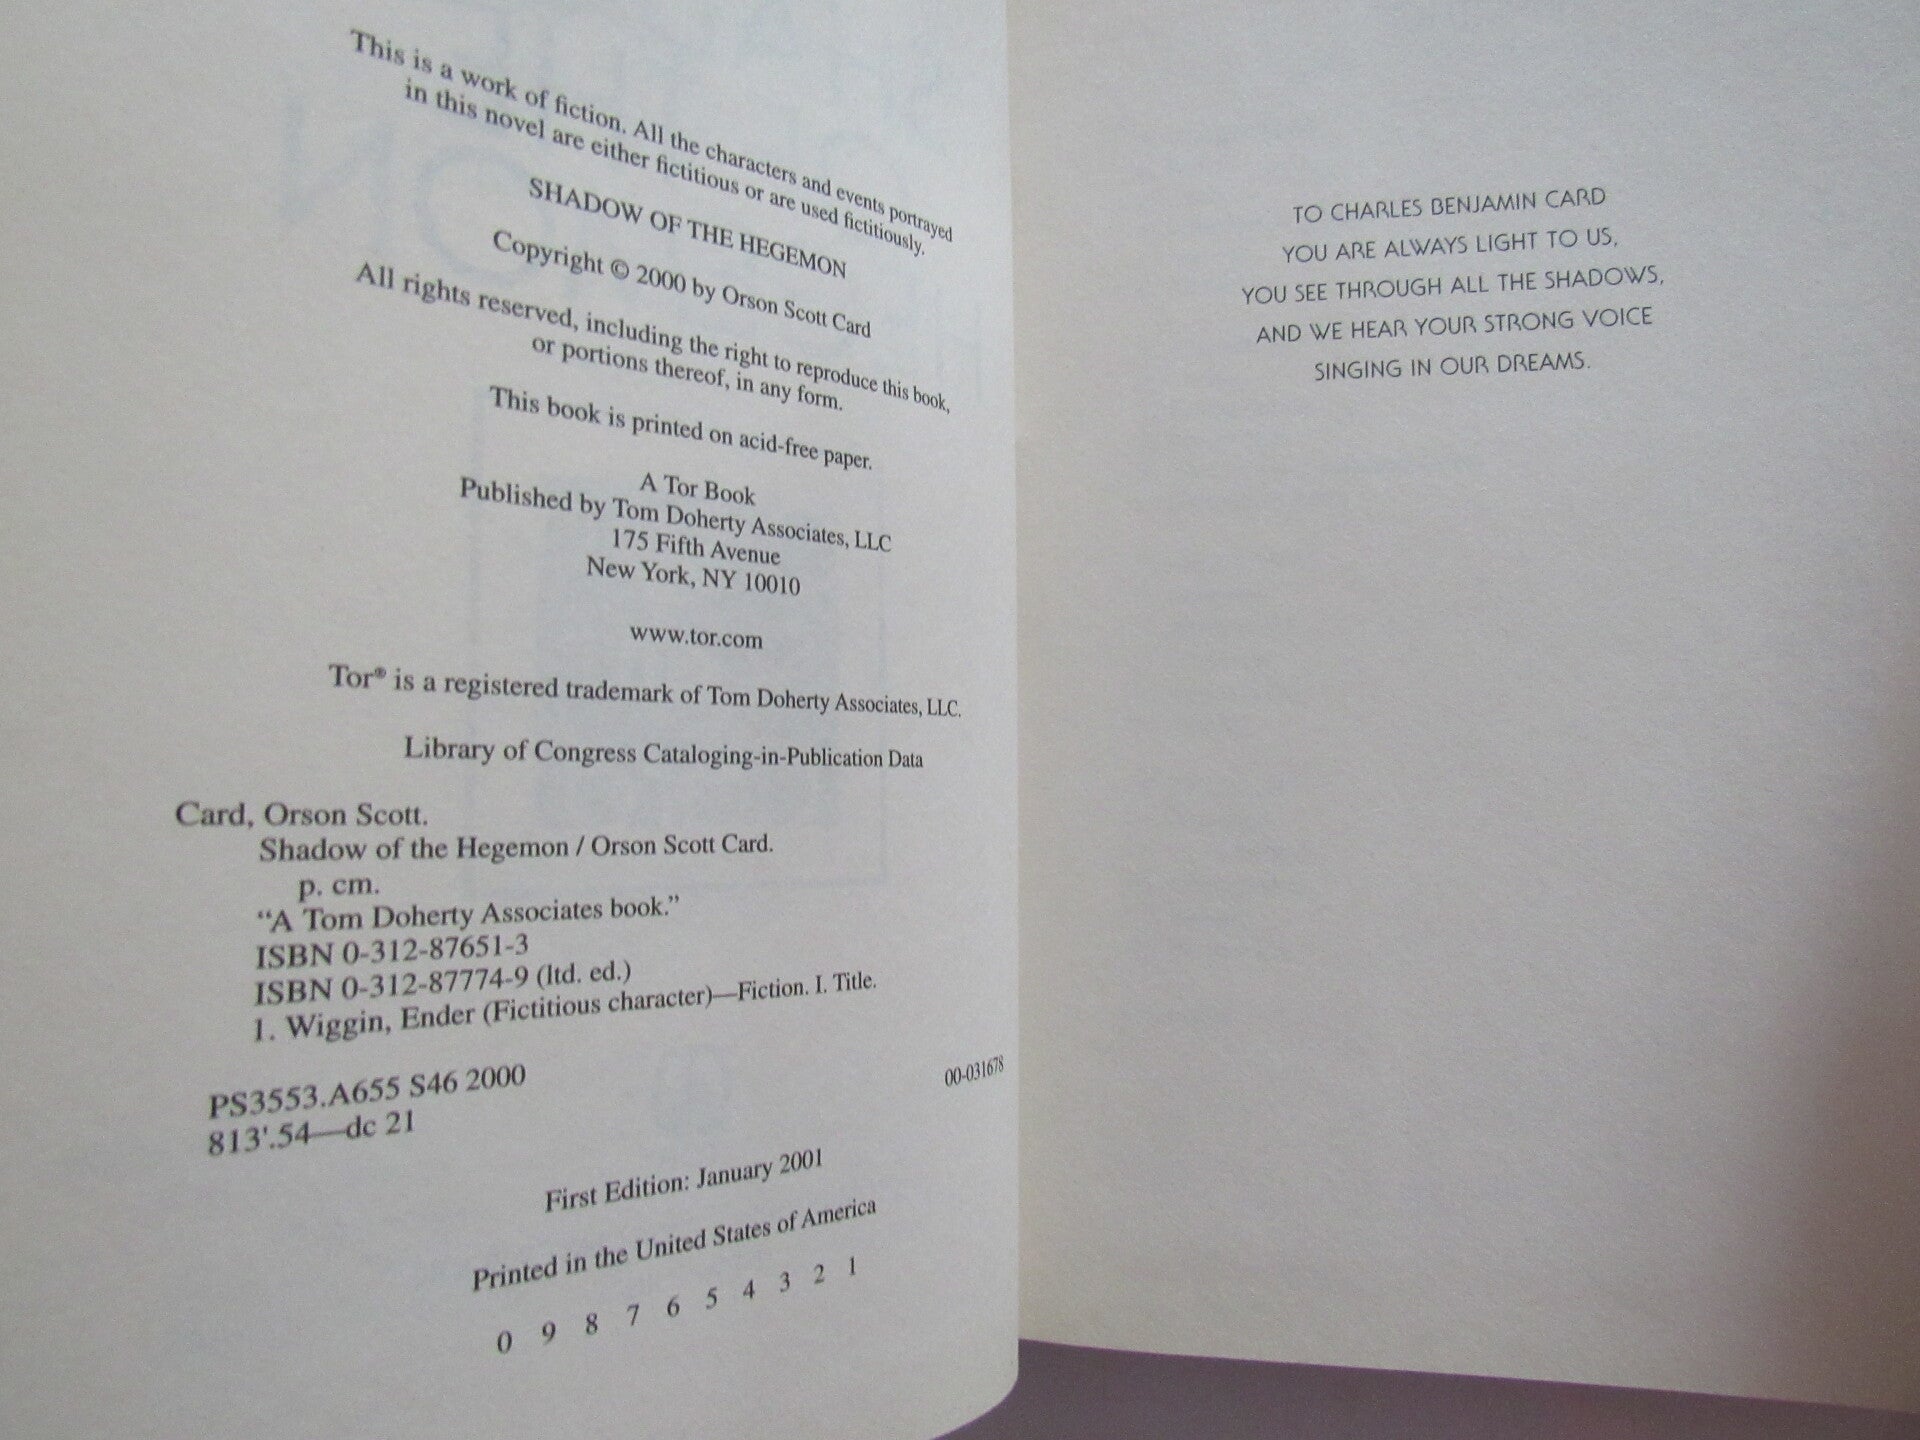 This is a work of fiction. All the characters and events portrayed
in this novel are either fictitious or are used fictitiously.
SHADOW OF THE HEGEMON
Copyright © 2000 by Orson Scott Card
All rights reserved, including the right to reproduce this book,
or portions thereof, in any form.
This book is printed on acid-free paper.
A Tor Book
Published by Tom Doherty Associates, LLC
175 Fifth Avenue
New York, NY 10010
www.tor.com
Tor® is a registered trademark of Tom Doherty Associates, LLC.
Library of Congress Cataloging-in-Publication Data
Card, Orson Scott.
Shadow of the Hegemon / Orson Scott Card.
p. cm.
“A Tom Doherty Associates book.”
ISBN 0-312-87651-3
ISBN 0-312-87774-9 (ltd. ed.)
1. Wiggin, Ender (Fictitious character)—Fiction. I. Title.
PS3553.A655 S46 2000
813'.54—dc 21
00-031678
First Edition: January 2001
Printed in the United States of America
0 9 8 7 6 5 4 3 2 1
TO CHARLES BENJAMIN CARD
YOU ARE ALWAYS LIGHT TO US,
YOU SEE THROUGH ALL THE SHADOWS,
AND WE HEAR YOUR STRONG VOICE
SINGING IN OUR DREAMS.